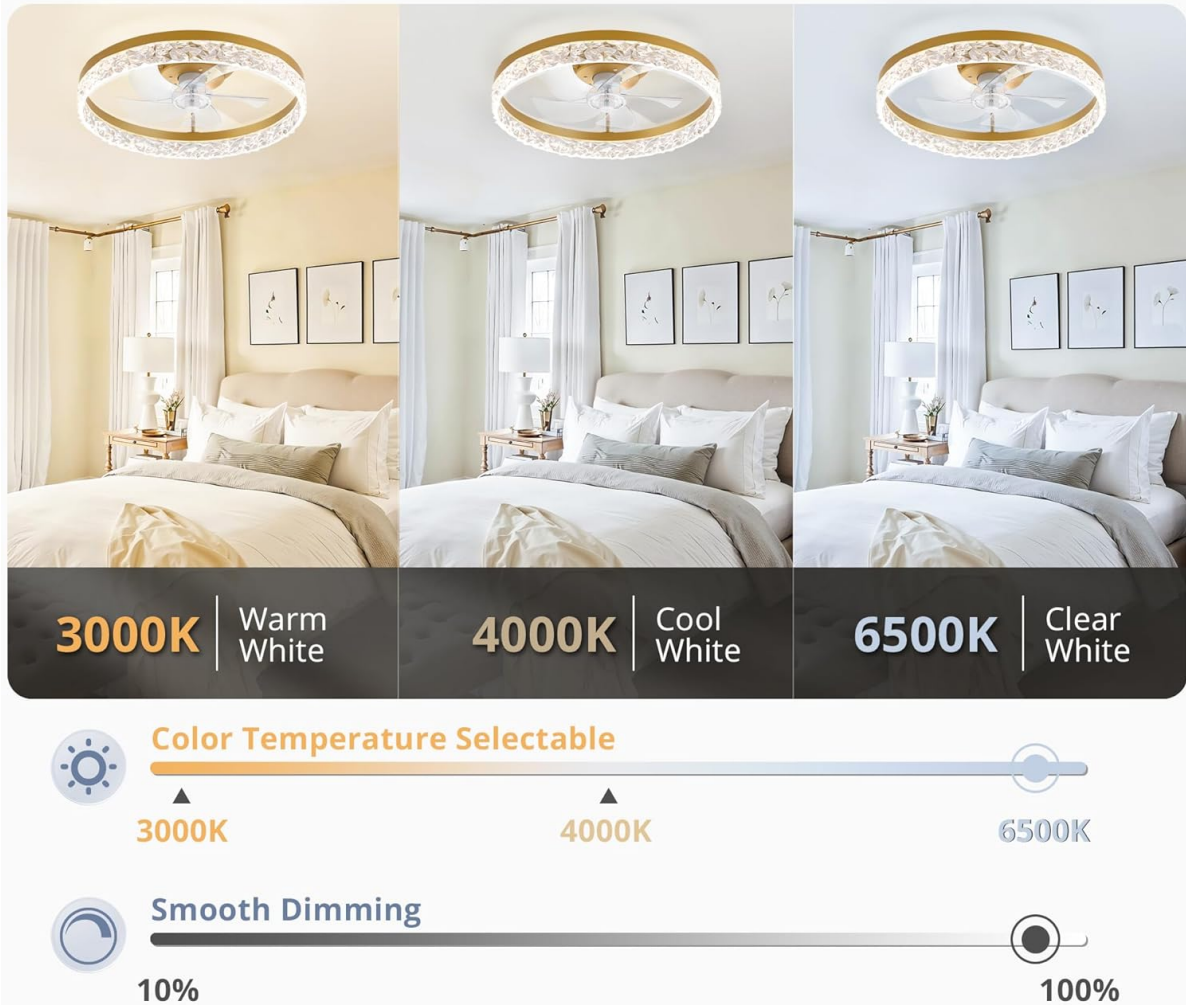 3000K
Warm
White
4000K
Cool
White
6500K
Clear
White
Color Temperature Selectable
3000K
4000K
6500K
Smooth Dimming
10%
100%